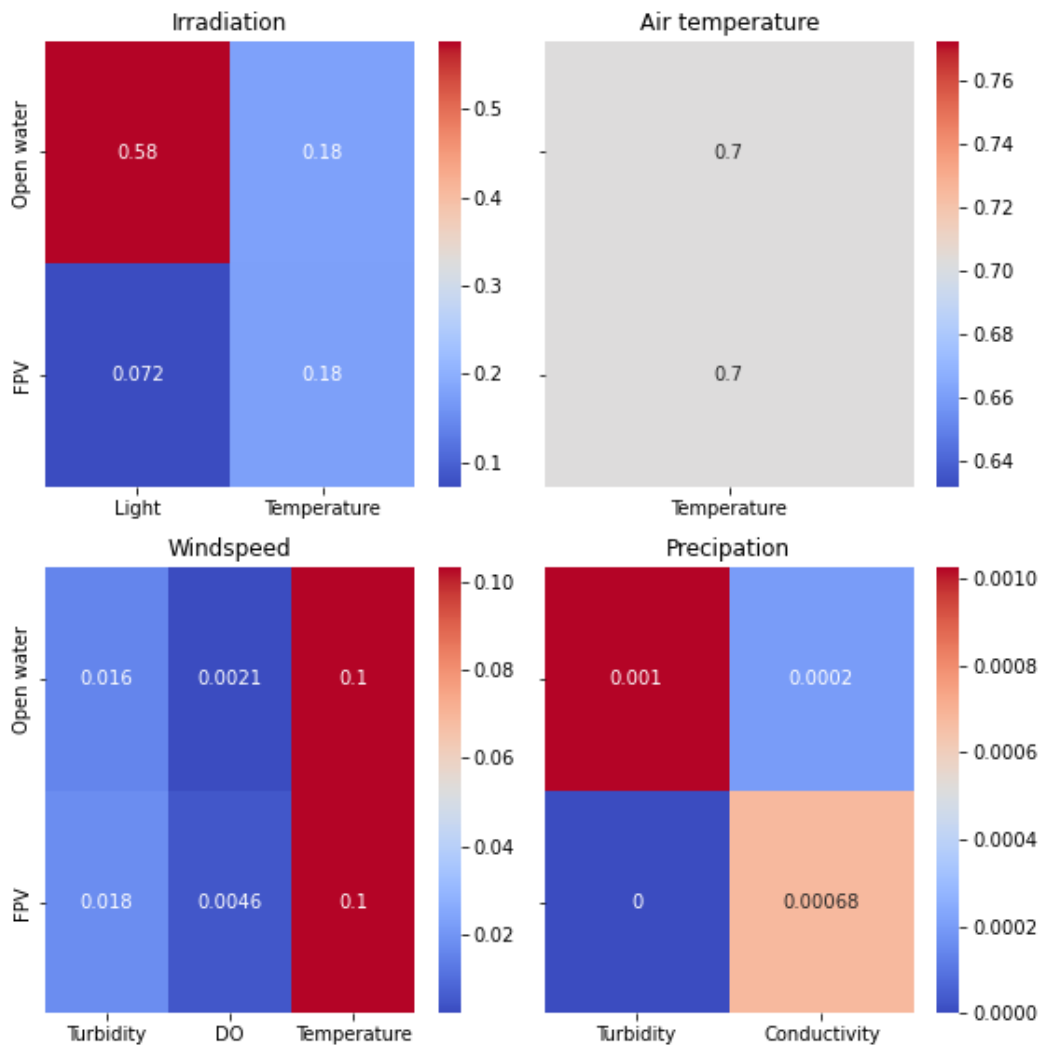 Irradiation
Open water
FPV
0.58
0.18
0.072
0.18
Light
Temperature
0.5
0.4
0.3
0.2
0.1
Air temperature
0.7
0.7
Temperature
0.76
0.74
0.72
0.70
0.68
0.66
0.64
Windspeed
Open water
FPV
0.016
0.0021
0.1
0.018
0.0046
0.1
Turbidity
DO
Temperature
0.10
0.08
0.06
0.04
0.02
Precipation
0.001
0.0002
0
0.00068
Turbidity
Conductivity
0.0010
0.0008
0.0006
0.0004
0.0002
0.0000